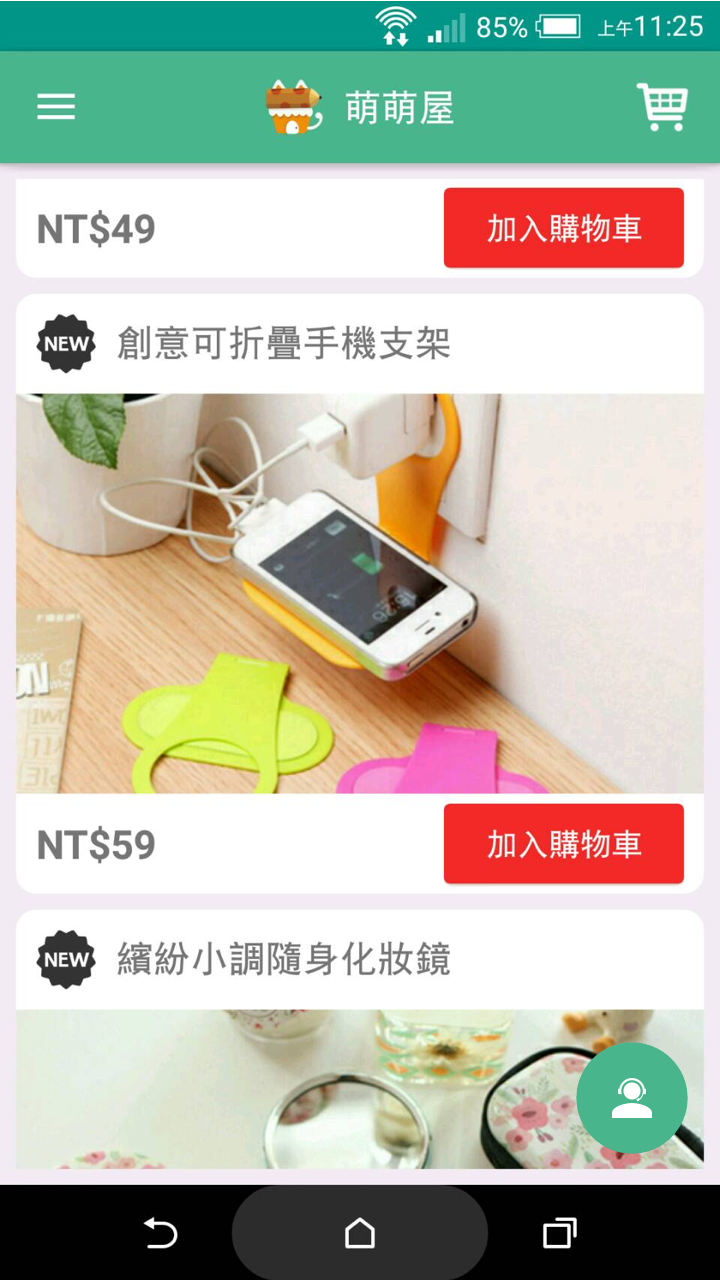 85% 上午11:25
萌萌屋
NT$49 加入購物車
NEW 創意可折疊手機支架
NT$59 加入購物車
NEW 繽紛小調隨身化妝鏡